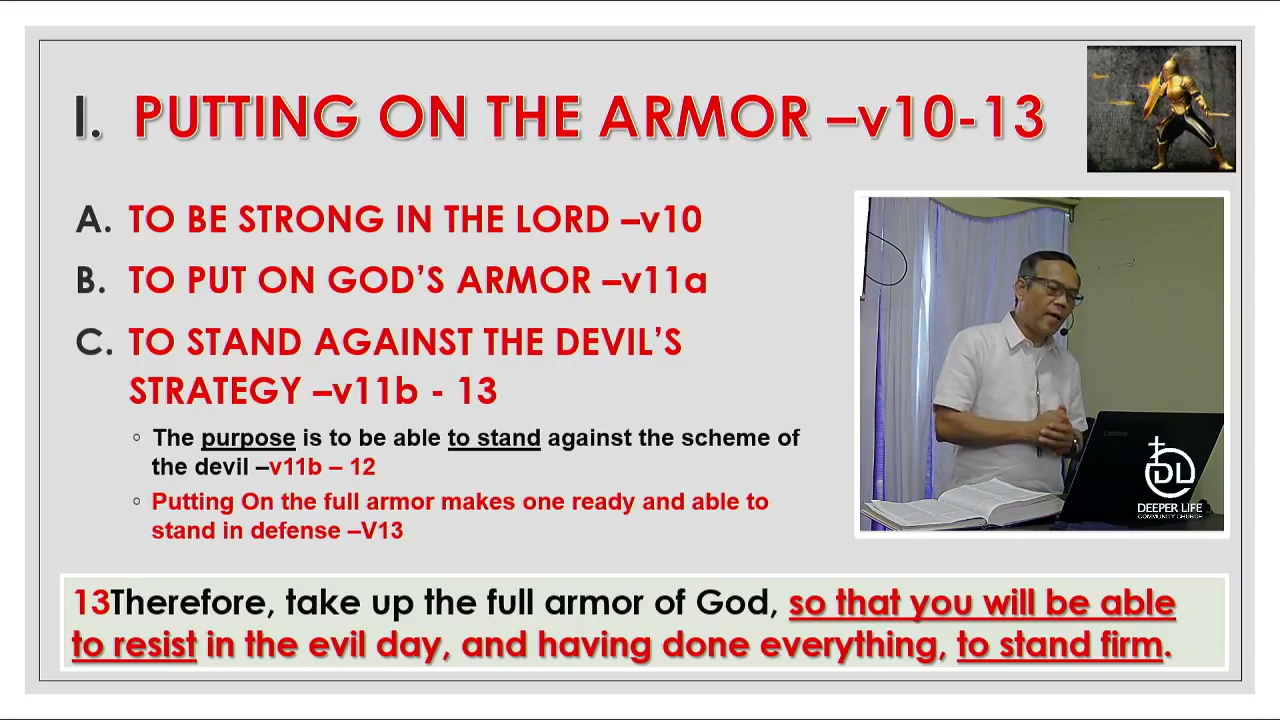 I. PUTTING ON THE ARMOR –v10-13
A. TO BE STRONG IN THE LORD –v10
B. TO PUT ON GOD'S ARMOR –v11a
C. TO STAND AGAINST THE DEVIL'S
STRATEGY –v11b - 13
○ The purpose is to be able to stand against the scheme of
the devil –v11b – 12
○ Putting On the full armor makes one ready and able to
stand in defense –V13
Lenovo
DL
DEEPER LIFE
COMMUNITY CHURCH
13Therefore, take up the full armor of God, so that you will be able
to resist in the evil day, and having done everything, to stand firm.